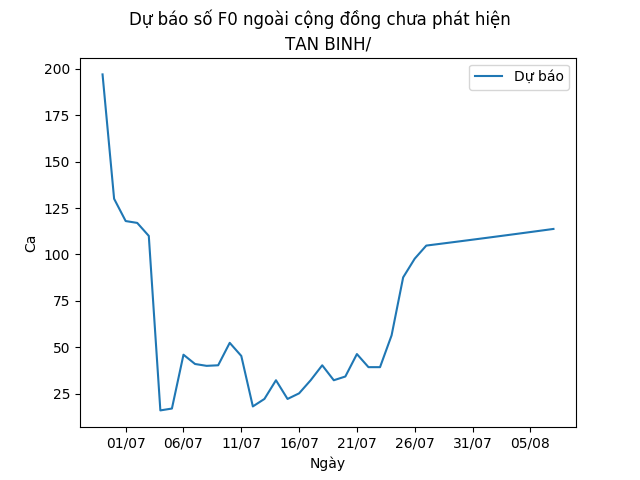 Dự báo số F0 ngoài cộng đồng chưa phát hiện
TAN BINH/
Dự báo
200
175
150
125
100
75
50
25
Ca
01/07 06/07 11/07 16/07 21/07 26/07 31/07 05/08
Ngày